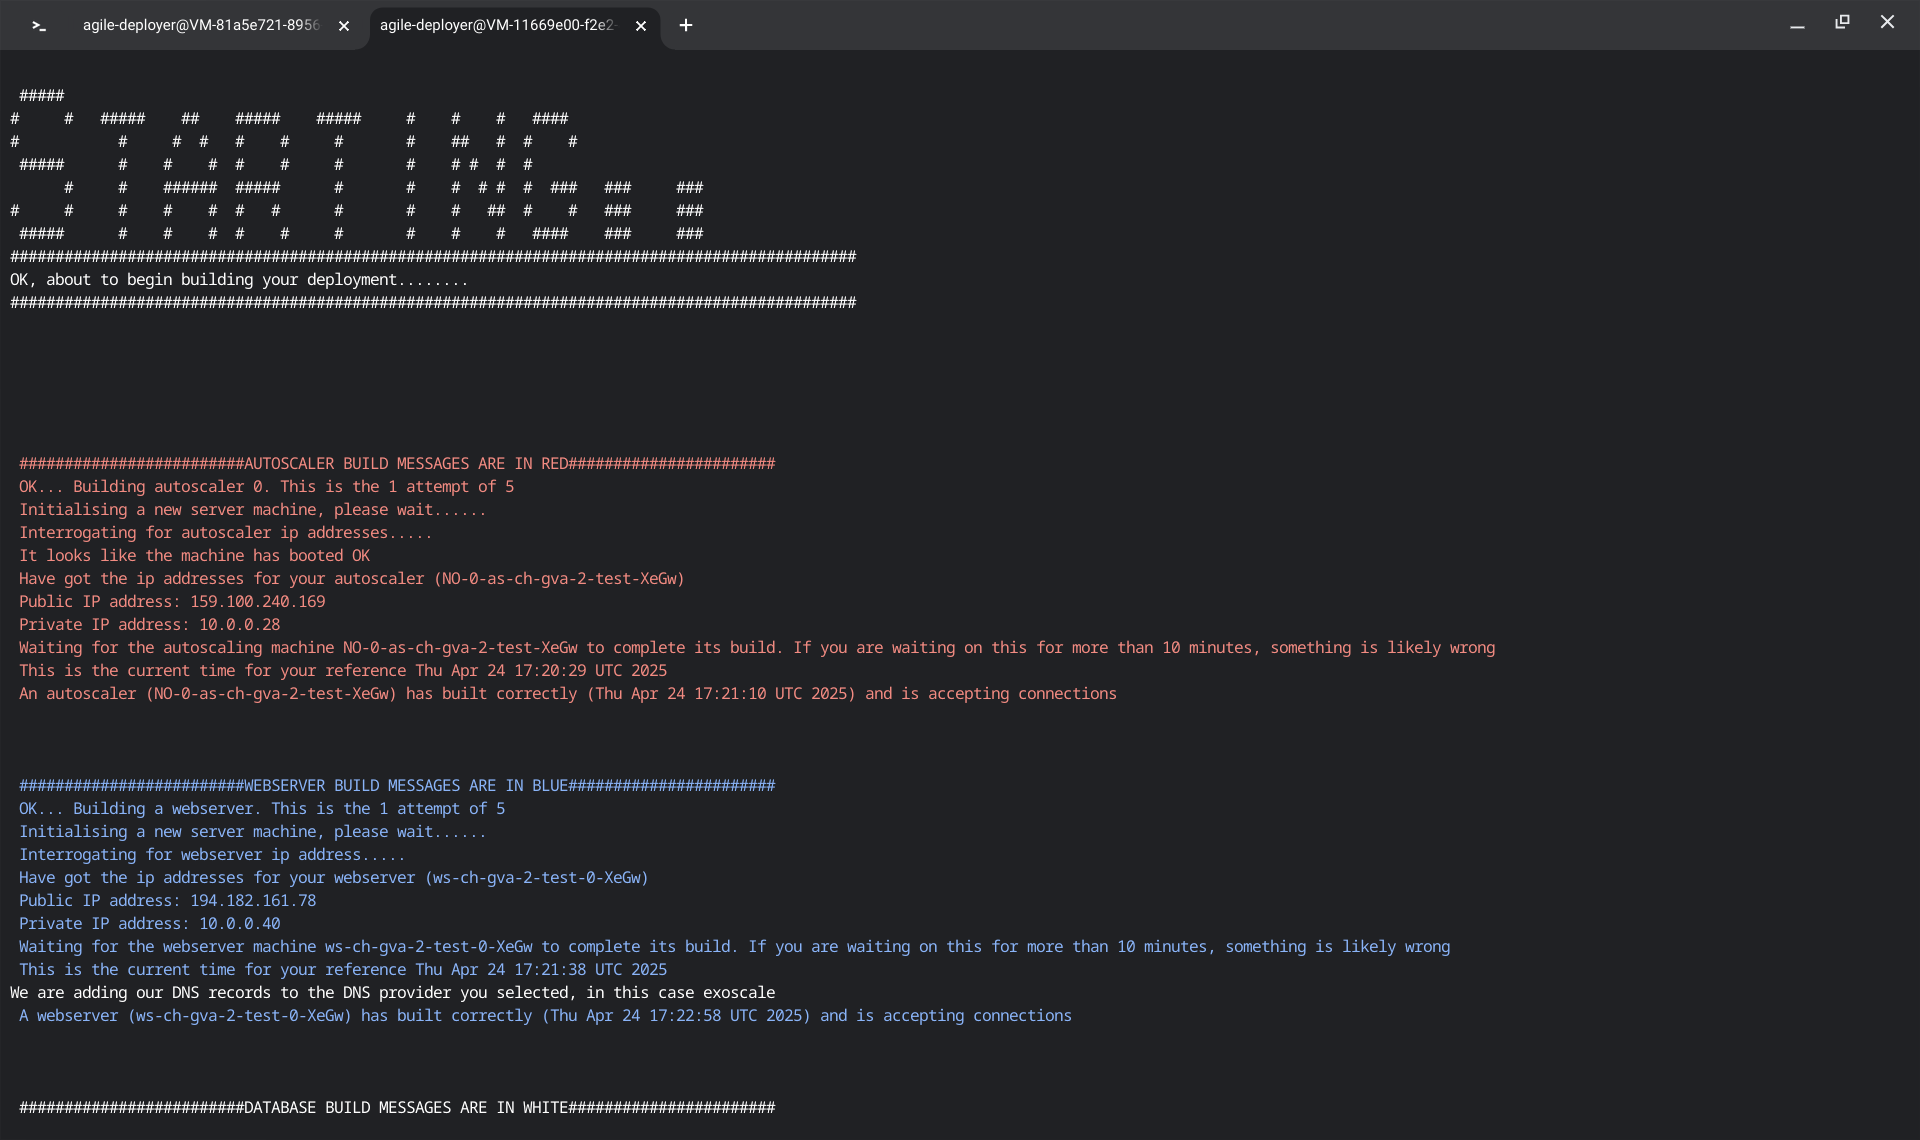 agile-deployer@VM-81a5e721-8956
agile-deployer@VM-11669e00-f2e2-
STARTING..
##############################################################################################
OK, about to begin building your deployment........
##############################################################################################
#########################AUTOSCALER BUILD MESSAGES ARE IN RED#######################
OK... Building autoscaler 0. This is the 1 attempt of 5
Initialising a new server machine, please wait......
Interrogating for autoscaler ip addresses.....
It looks like the machine has booted OK
Have got the ip addresses for your autoscaler (NO-0-as-ch-gva-2-test-XeGw)
Public IP address: 159.100.240.169
Private IP address: 10.0.0.28
Waiting for the autoscaling machine NO-0-as-ch-gva-2-test-XeGw to complete its build. If you are waiting on this for more than 10 minutes, something is likely wrong
This is the current time for your reference Thu Apr 24 17:20:29 UTC 2025
An autoscaler (NO-0-as-ch-gva-2-test-XeGw) has built correctly (Thu Apr 24 17:21:10 UTC 2025) and is accepting connections
#########################WEBSERVER BUILD MESSAGES ARE IN BLUE#######################
OK... Building a webserver. This is the 1 attempt of 5
Initialising a new server machine, please wait......
Interrogating for webserver ip address.....
Have got the ip addresses for your webserver (ws-ch-gva-2-test-0-XeGw)
Public IP address: 194.182.161.78
Private IP address: 10.0.0.40
Waiting for the webserver machine ws-ch-gva-2-test-0-XeGw to complete its build. If you are waiting on this for more than 10 minutes, something is likely wrong
This is the current time for your reference Thu Apr 24 17:21:38 UTC 2025
We are adding our DNS records to the DNS provider you selected, in this case exoscale
A webserver (ws-ch-gva-2-test-0-XeGw) has built correctly (Thu Apr 24 17:22:58 UTC 2025) and is accepting connections
#########################DATABASE BUILD MESSAGES ARE IN WHITE#######################